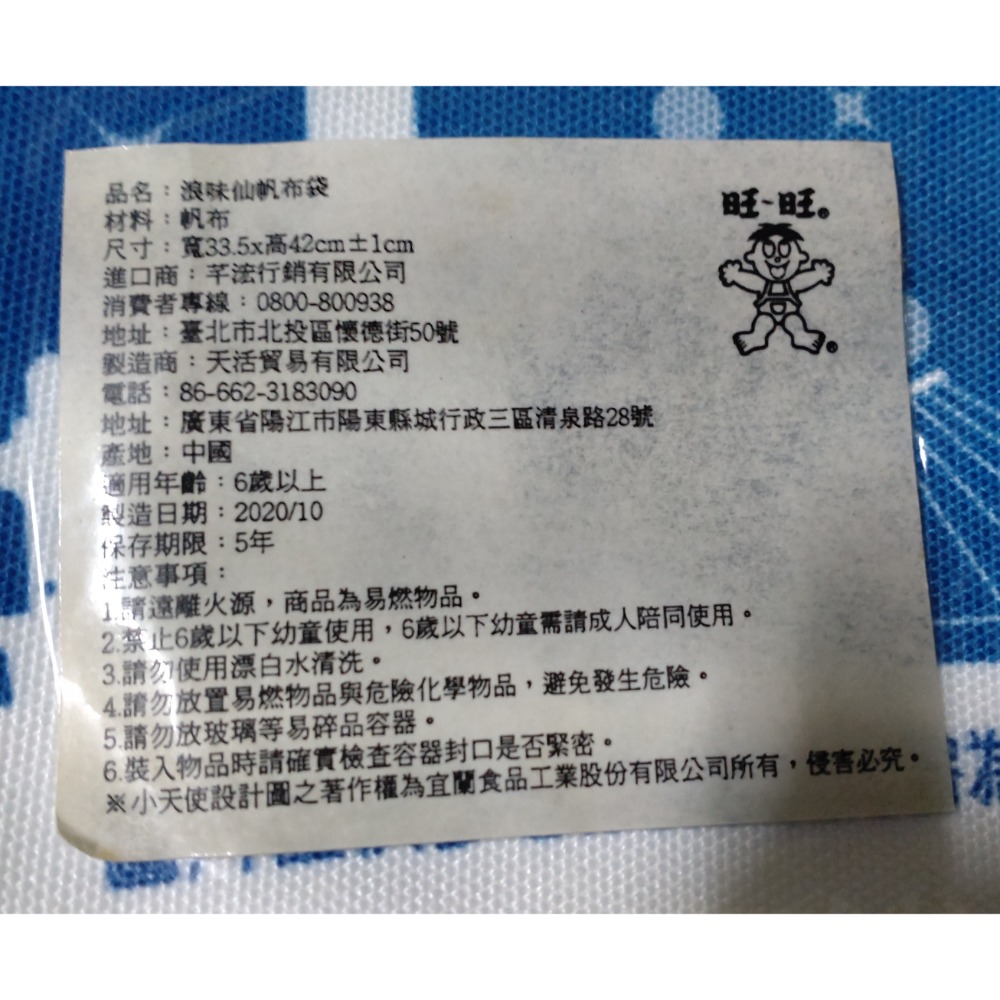 品名：浪味仙帆布袋
材料：帆布
尺寸：寬33.5x高42cm±1cm
進口商：芊浤行銷有限公司
消費者專線：0800-800938
地址：臺北市北投區懷德街50號
製造商：天活貿易有限公司
電話：86-662-3183090
地址：廣東省陽江市陽東縣城行政三區清泉路28號
產地：中國
適用年齡：6歲以上
製造日期：2020/10
保存期限：5年
注意事項：
1.請遠離火源，商品為易燃物品。
2.禁止6歲以下幼童使用，6歲以下幼童需請成人陪同使用。
3.請勿使用漂白水清洗。
4.請勿放置易燃物品與危險化學物品，避免發生危險。
5.請勿放玻璃等易碎品容器。
6.裝入物品時請確實檢查容器封口是否緊密。
※小天使設計圖之著作權為宜蘭食品工業股份有限公司所有，侵害必究。
旺-旺®